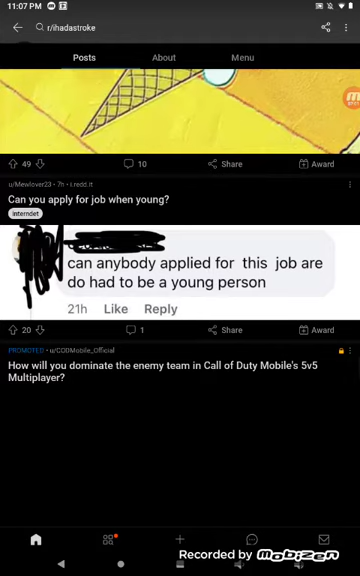 11:07 PM
r/ihadastroke
Posts About Menu
49 10 Share Award
u/Mewlover23 • 7h • i.redd.it
Can you apply for job when young?
interndet
can anybody applied for this job are
do had to be a young person
21h Like Reply
20 1 Share Award
PROMOTED • u/CODMobile_Official
How will you dominate the enemy team in Call of Duty Mobile's 5v5
Multiplayer?
Recorded by Mobizen